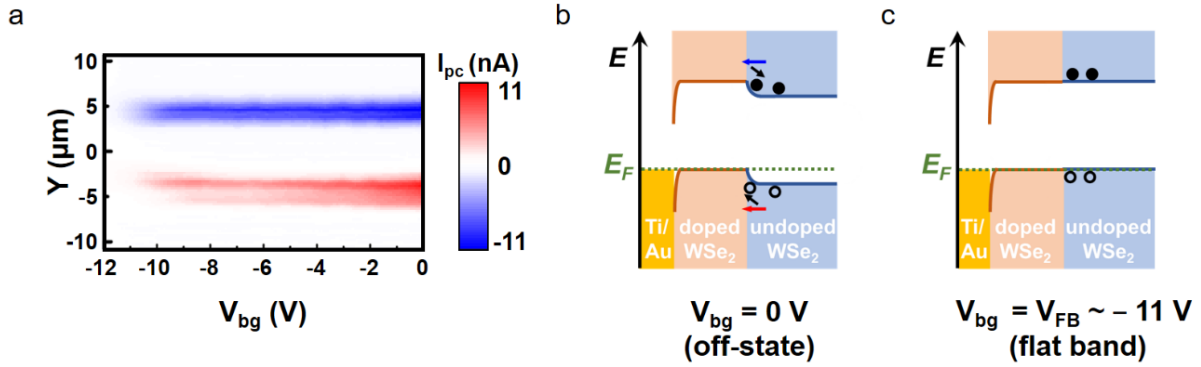 a
10
5
0
-5
-10
Y (μm)
-12
-10
-8
-6
-4
-2
0
V_bg (V)
I_pc (nA)
11
0
-11
b
E
E_F
Ti/
Au
doped
WSe₂
undoped
WSe₂
V_bg = 0 V
(off-state)
c
E
E_F
Ti/
Au
doped
WSe₂
undoped
WSe₂
V_bg = V_FB ~ – 11 V
(flat band)